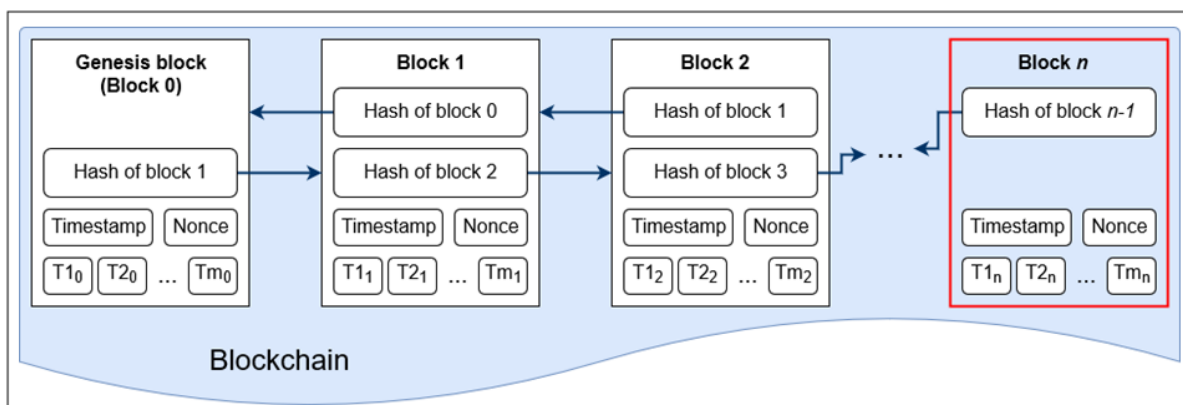 Genesis block
(Block 0)
Hash of block 1
Timestamp Nonce
T1₀ T2₀ ... Tm₀
Block 1
Hash of block 0
Hash of block 2
Timestamp Nonce
T1₁ T2₁ ... Tm₁
Block 2
Hash of block 1
Hash of block 3
Timestamp Nonce
T1₂ T2₂ ... Tm₂
...
Block n
Hash of block n-1
Timestamp Nonce
T1ₙ T2ₙ ... Tmₙ
Blockchain